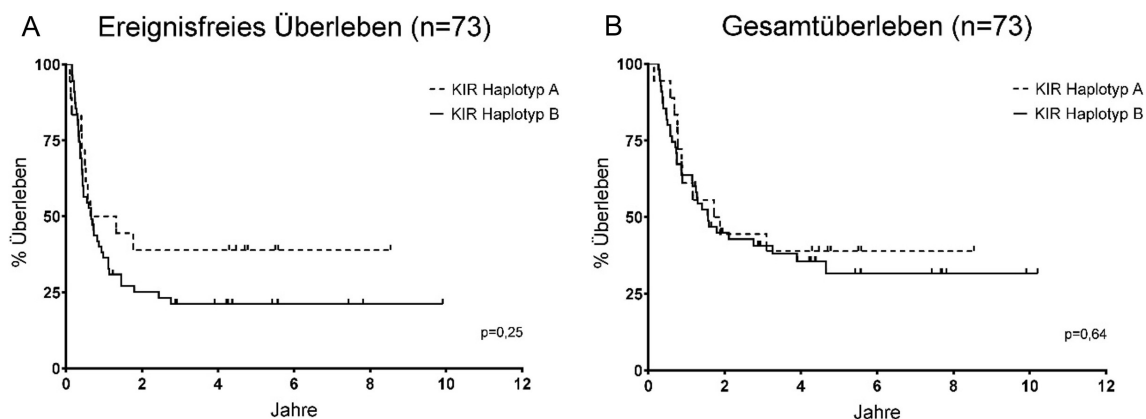 A
Ereignisfreies Überleben (n=73)
% Überleben
100
75
50
25
0
KIR Haplotyp A
KIR Haplotyp B
p=0,25
0 2 4 6 8 10 12
Jahre
B
Gesamtüberleben (n=73)
% Überleben
100
75
50
25
0
KIR Haplotyp A
KIR Haplotyp B
p=0,64
0 2 4 6 8 10 12
Jahre